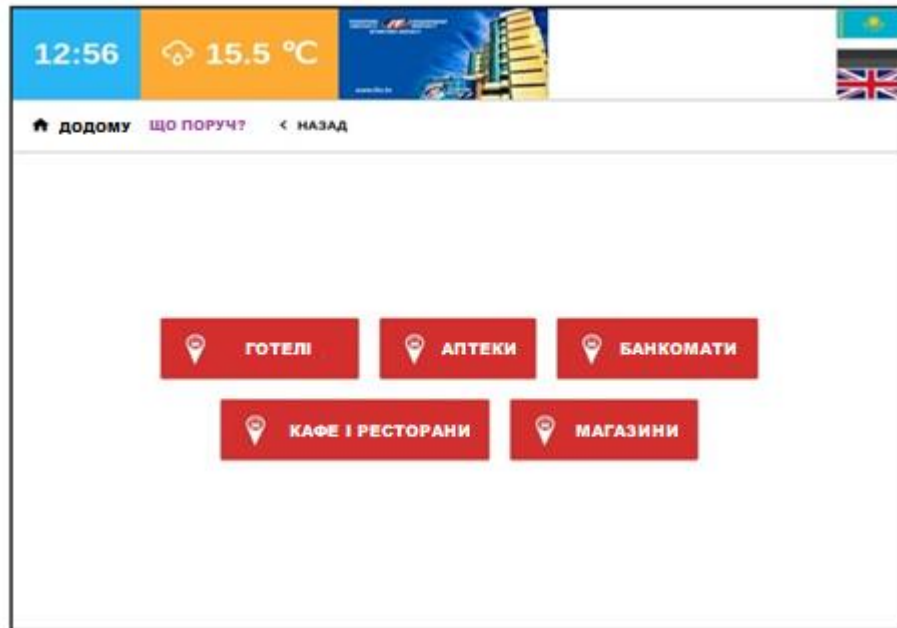 12:56
15.5 °C
ДОДОМУ ЩО ПОРУЧ? < НАЗАД
ГОТЕЛІ АПТЕКИ БАНКОМАТИ
КАФЕ І РЕСТОРАНИ МАГАЗИНИ